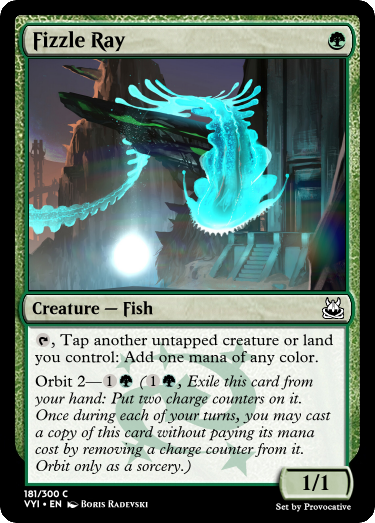 Fizzle Ray
Creature — Fish
, Tap another untapped creature or land
you control: Add one mana of any color.
Orbit 2—1 (1, Exile this card from
your hand: Put two charge counters on it.
Once during each of your turns, you may cast
a copy of this card without paying its mana
cost by removing a charge counter from it.
Orbit only as a sorcery.)
1/1
181/300 C
VYI • EN Boris Radevski
Set by Provocative